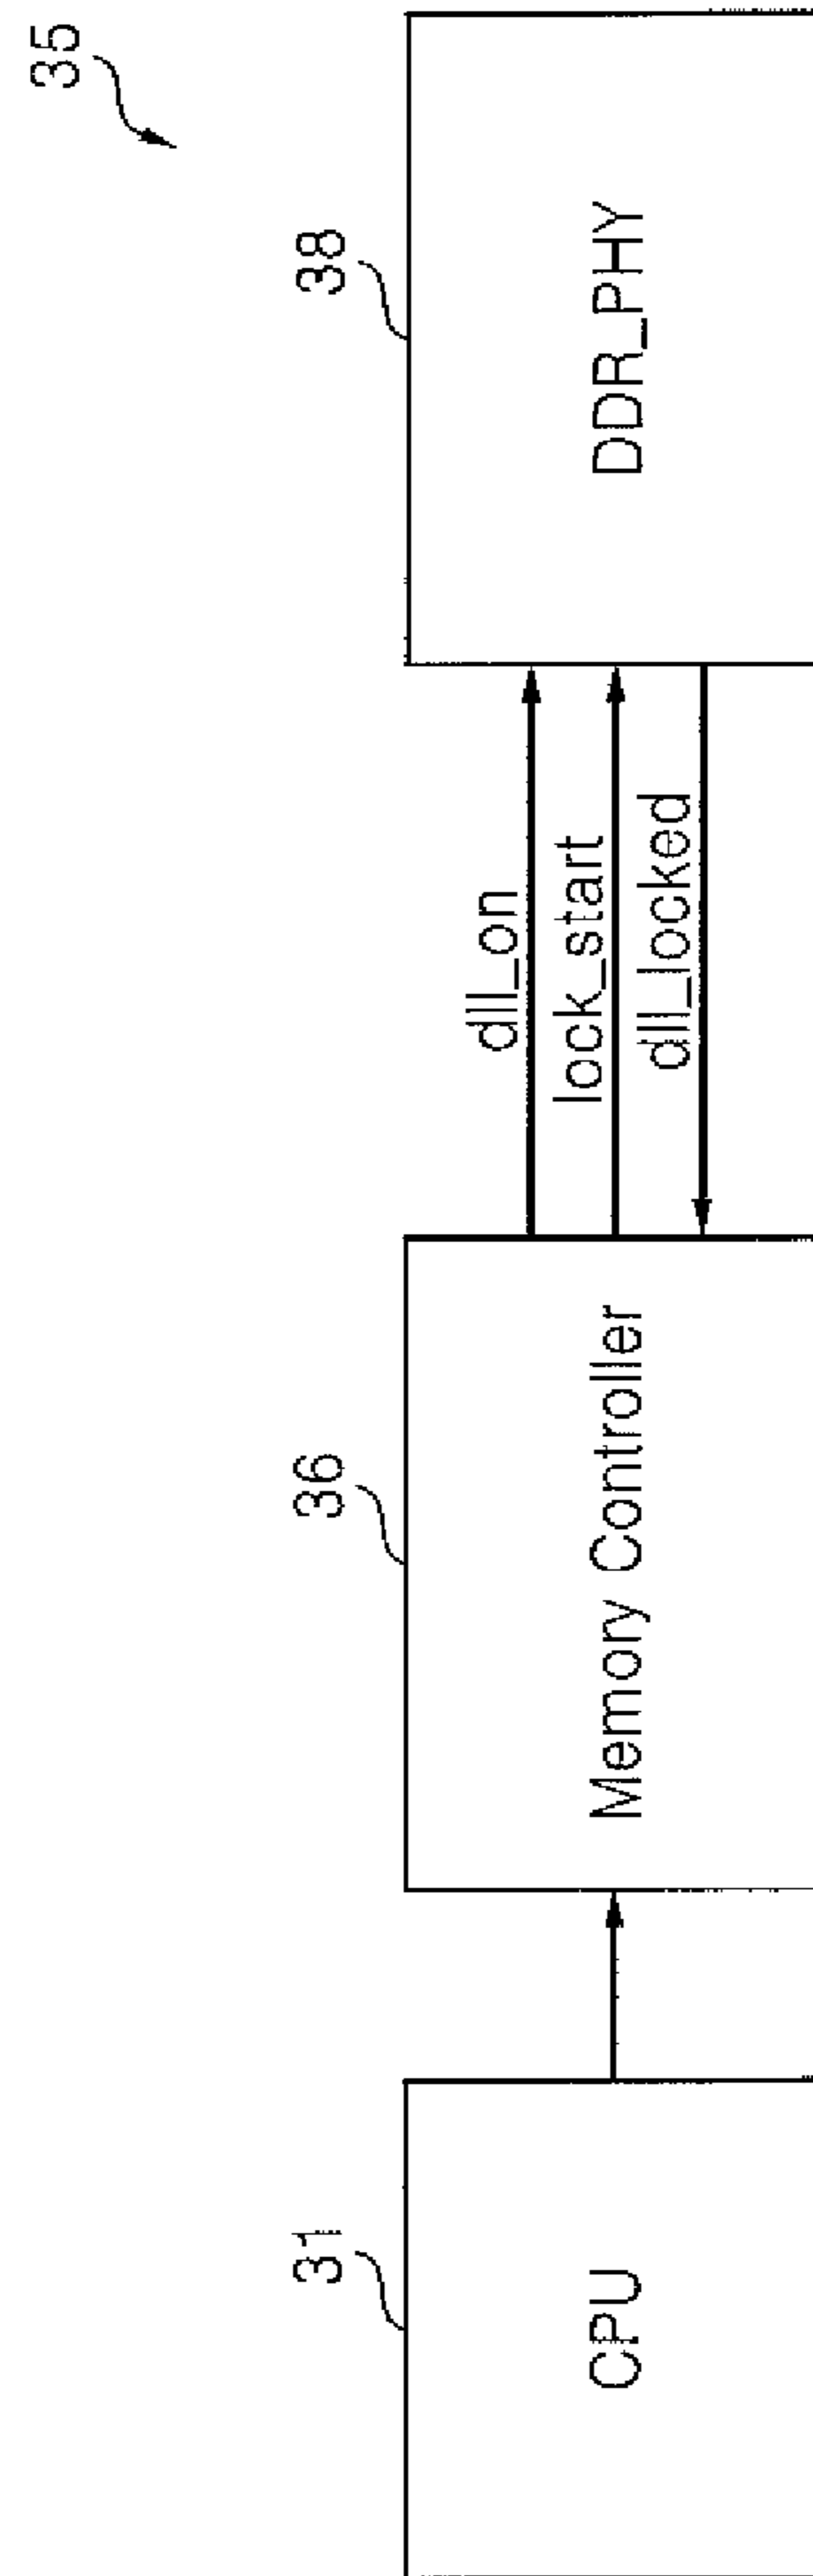 35
31
CPU
36
Memory Controller
dll_on
lock_start
dll_locked
38
DDR_PHY